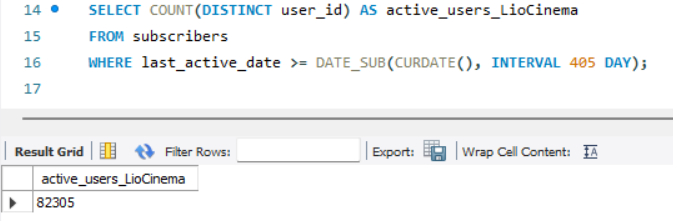 14 SELECT COUNT(DISTINCT user_id) AS active_users_LioCinema
15 FROM subscribers
16 WHERE last_active_date >= DATE_SUB(CURDATE(), INTERVAL 405 DAY);
17
Result Grid Filter Rows: Export: Wrap Cell Content: IA
active_users_LioCinema
82305